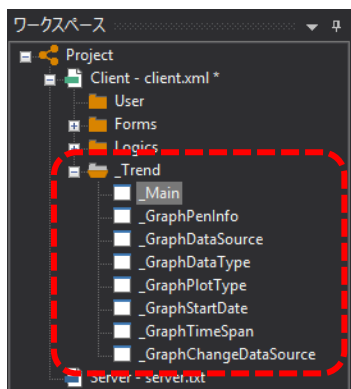 ワークスペース
Project
Client - client.xml *
User
Forms
Logics
_Trend
_Main
_GraphPenInfo
_GraphDataSource
_GraphDataType
_GraphPlotType
_GraphStartDate
_GraphTimeSpan
_GraphChangeDataSource
Server - server.txt